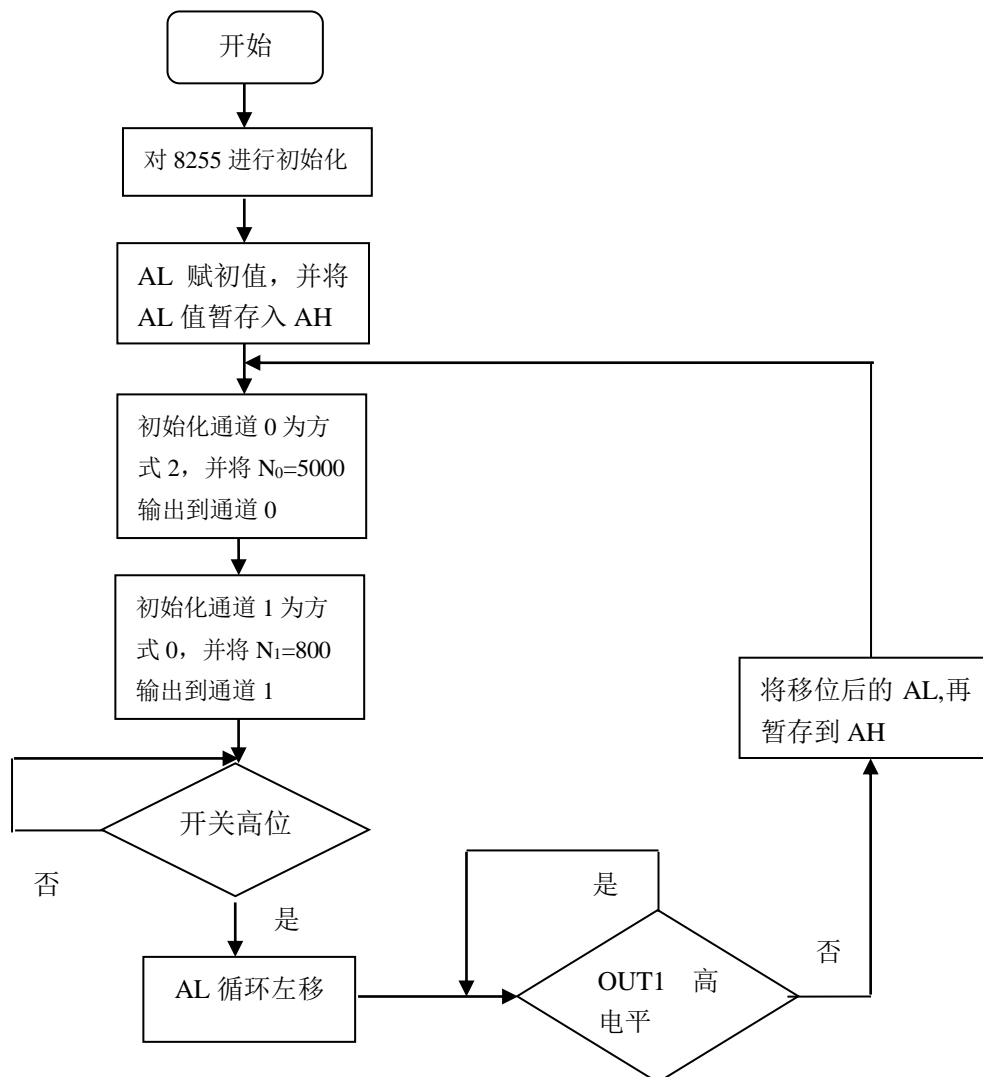 开始
对 8255 进行初始化
AL 赋初值，并将
AL 值暂存入 AH
初始化通道 0 为方
式 2，并将 N₀=5000
输出到通道 0
初始化通道 1 为方
式 0，并将 N₁=800
输出到通道 1
将移位后的 AL,再
暂存到 AH
开关高位
否
是
AL 循环左移
是
OUT1 高
电平
否